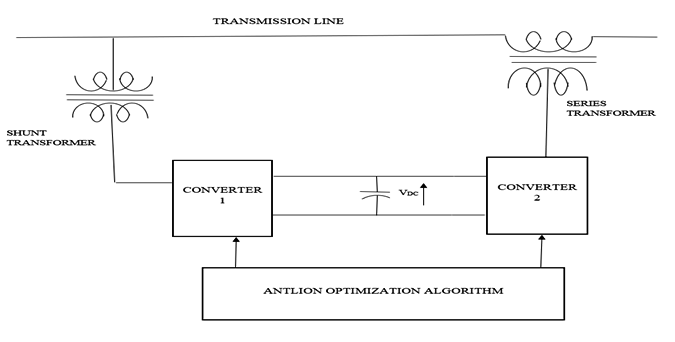 TRANSMISSION LINE
SERIES
TRANSFORMER
SHUNT
TRANSFORMER
CONVERTER
1
VDC
CONVERTER
2
ANTLION OPTIMIZATION ALGORITHM